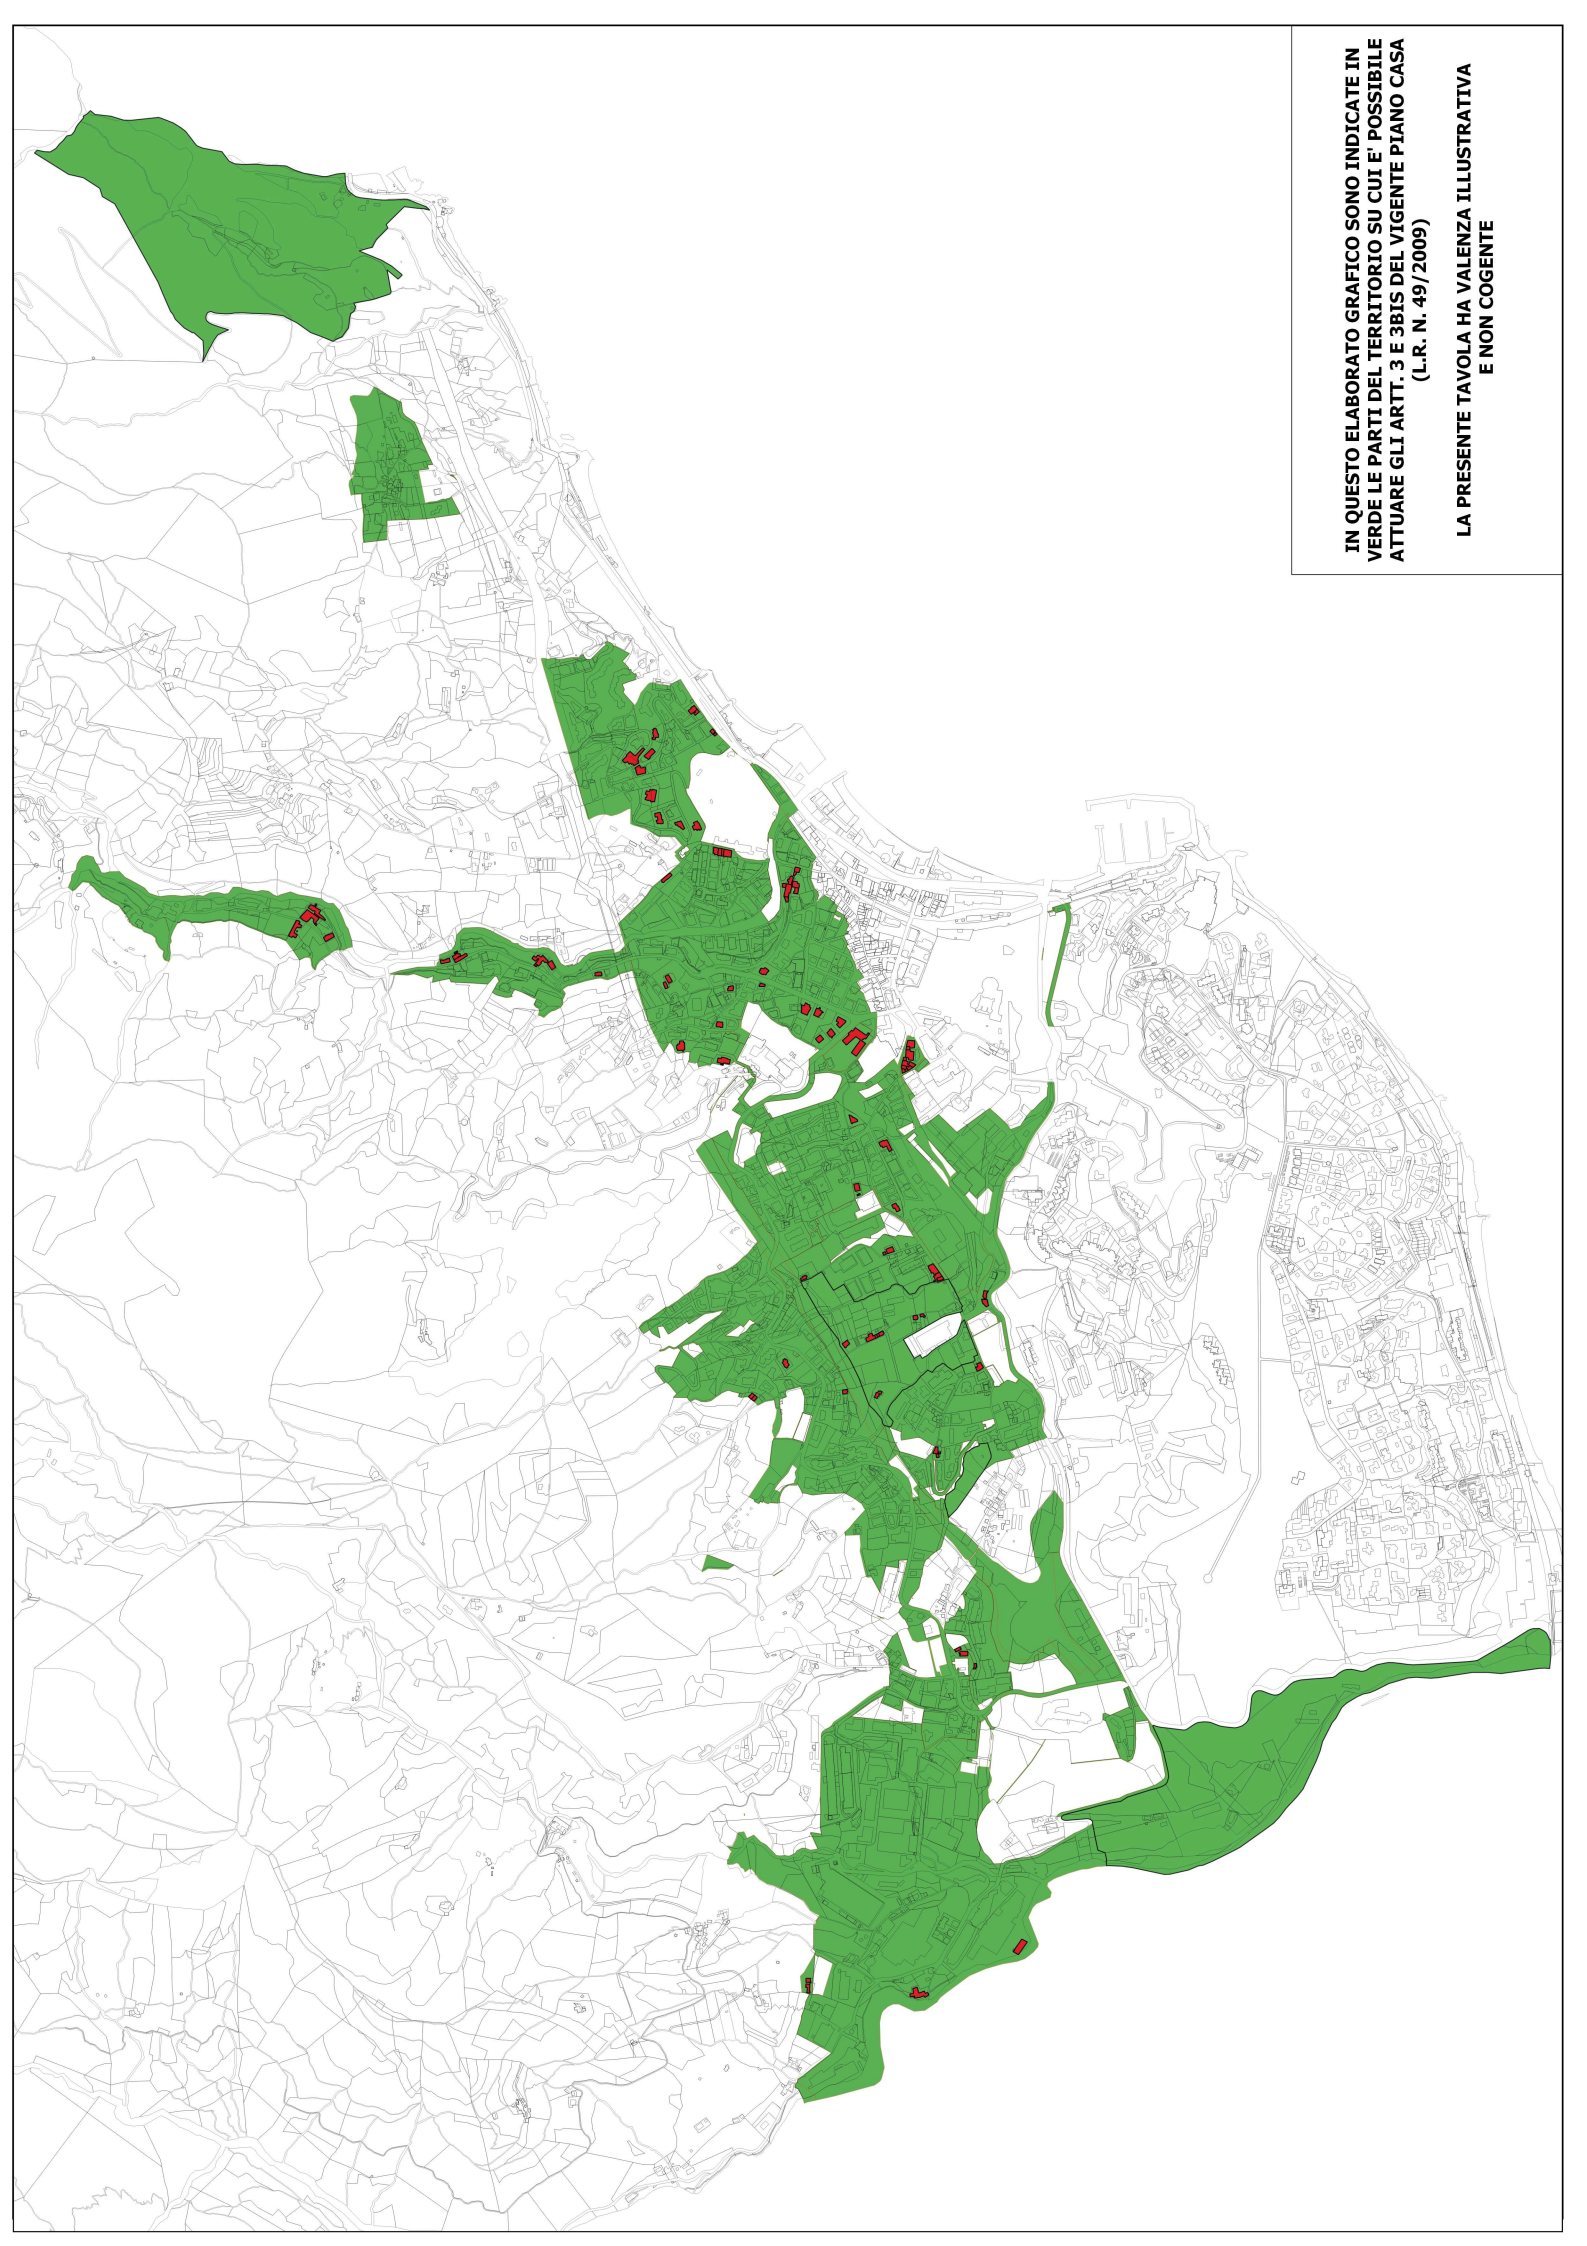 IN QUESTO ELABORATO GRAFICO SONO INDICATE IN
VERDE LE PARTI DEL TERRITORIO SU CUI E' POSSIBILE
ATTUARE GLI ARTT. 3 E 3BIS DEL VIGENTE PIANO CASA
(L.R. N. 49/2009)
LA PRESENTE TAVOLA HA VALENZA ILLUSTRATIVA
E NON COGENTE